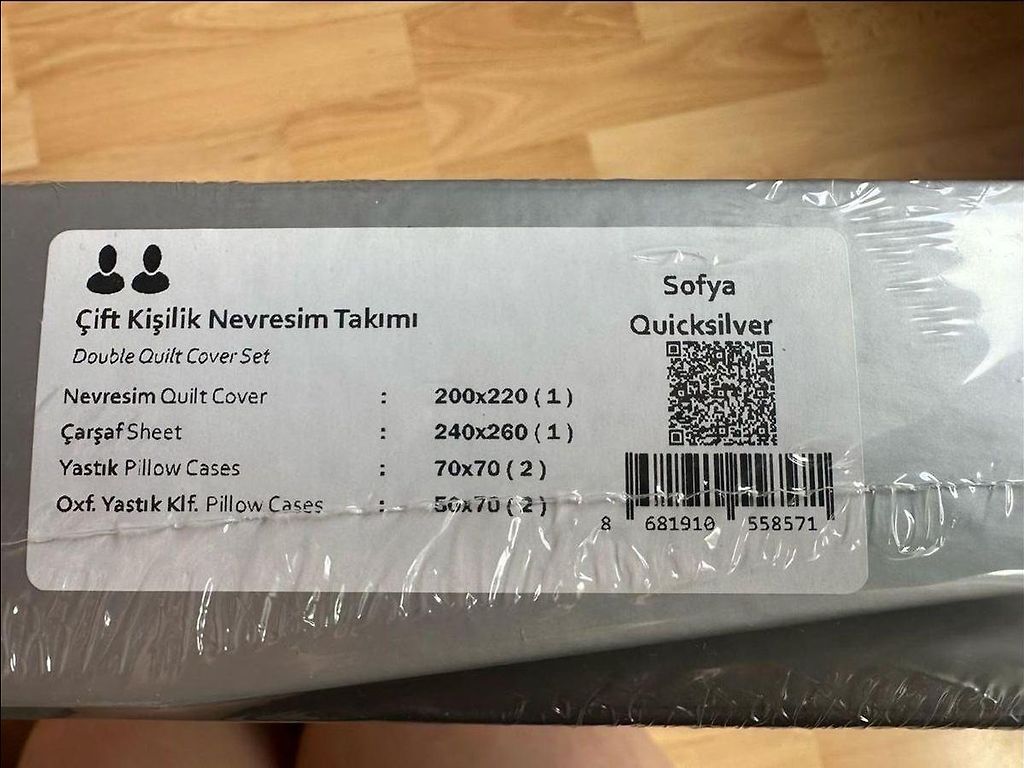 Çift Kişilik Nevresim Takımı
Double Quilt Cover Set
Nevresim Quilt Cover : 200x220 ( 1 )
Çarşaf Sheet : 240x260 ( 1 )
Yastık Pillow Cases : 70x70 ( 2 )
Oxf. Yastık Klf. Pillow Cases : 50x70 ( 2 )
Sofya
Quicksilver
8 681910 558571